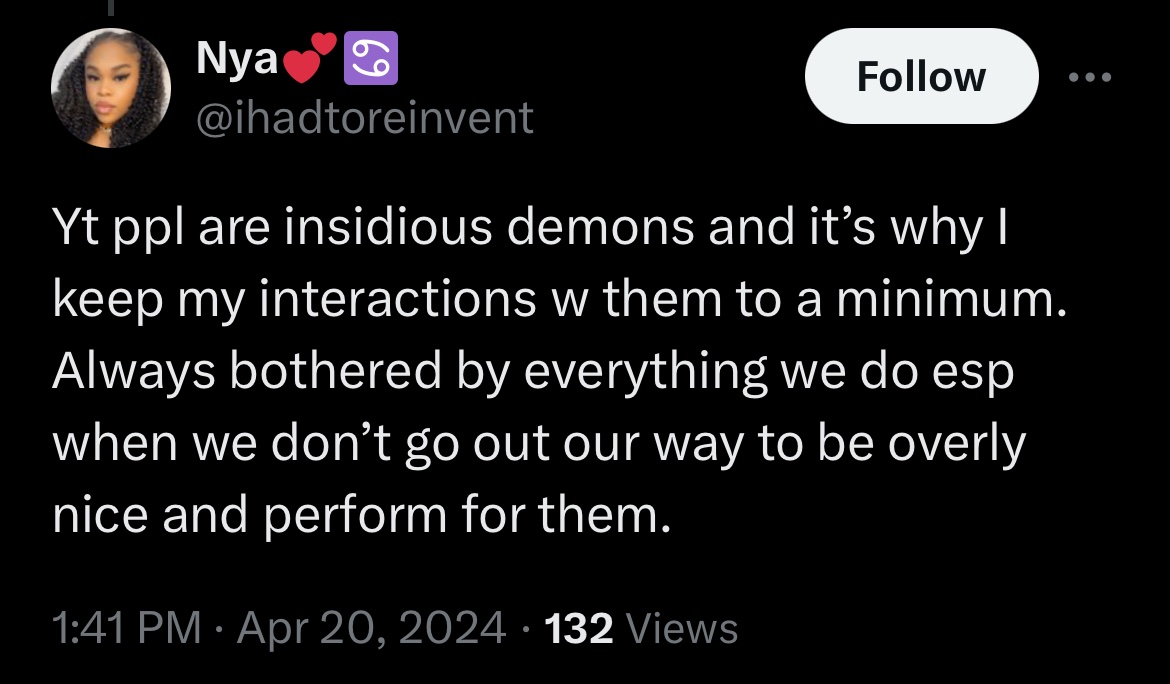 Nya💕♋
@ihadtoreinvent
Follow
Yt ppl are insidious demons and it’s why I
keep my interactions w them to a minimum.
Always bothered by everything we do esp
when we don’t go out our way to be overly
nice and perform for them.
1:41 PM · Apr 20, 2024 · 132 Views